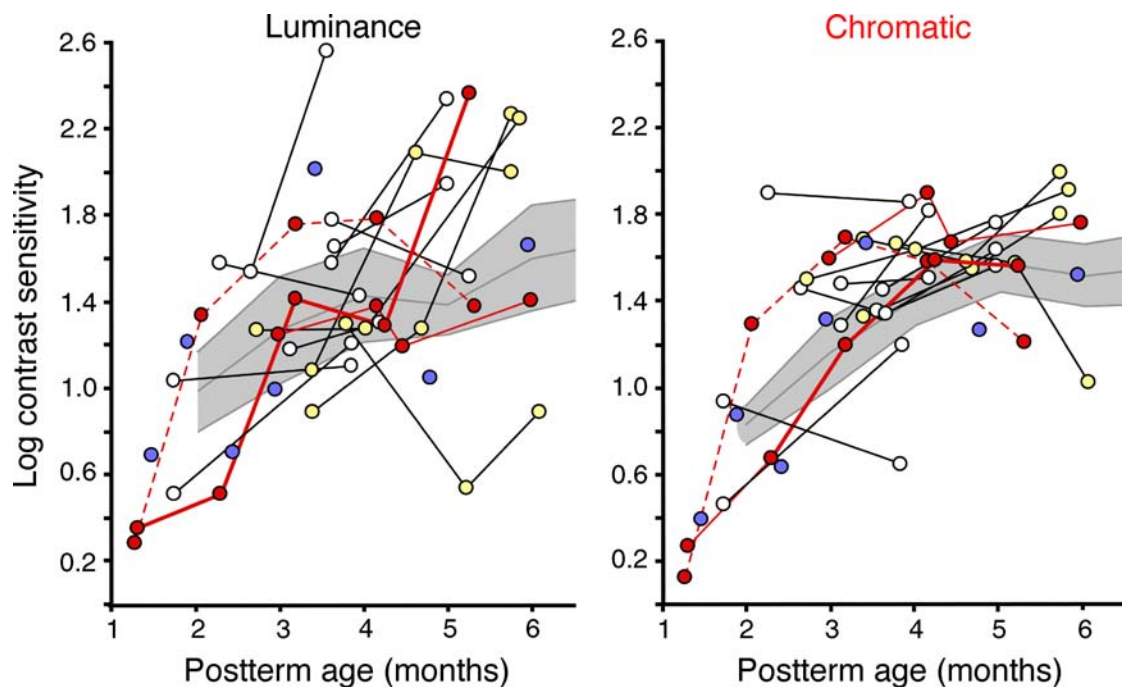 Luminance
Chromatic
Log contrast sensitivity
2.6
2.2
1.8
1.4
1.0
0.6
0.2
1 2 3 4 5 6
Postterm age (months)
2.6
2.2
1.8
1.4
1.0
0.6
0.2
1 2 3 4 5 6
Postterm age (months)